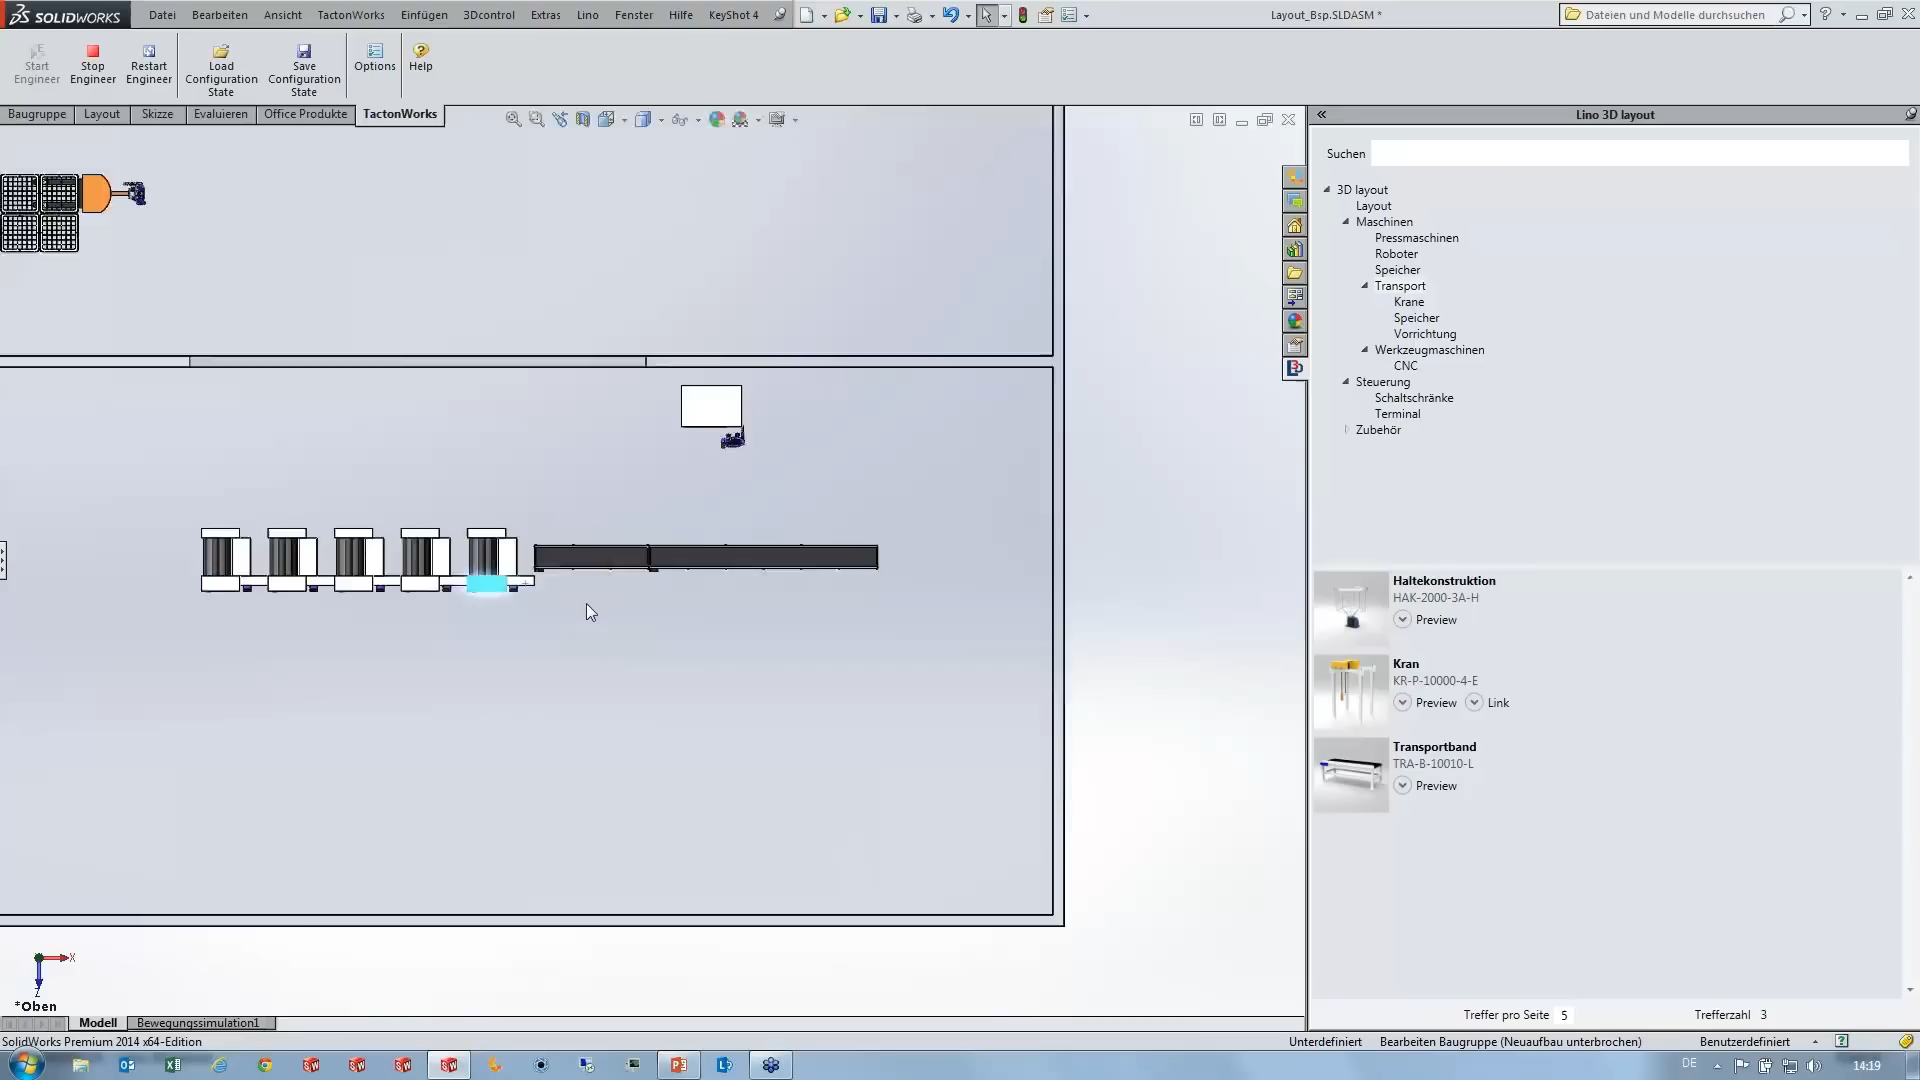 SOLIDWORKS Datei Bearbeiten Ansicht TactonWorks Einfügen 3Dcontrol Extras Lino Fenster Hilfe KeyShot 4 Layout_Bsp.SLDASM * Dateien und Modelle durchsuchen
Start Engineer
Stop Engineer
Restart Engineer
Load Configuration State
Save Configuration State
Options
Help
Baugruppe Layout Skizze Evaluieren Office Produkte TactonWorks
Lino 3D layout
Suchen
3D layout
Layout
Maschinen
Pressmaschinen
Roboter
Speicher
Transport
Krane
Speicher
Vorrichtung
Werkzeugmaschinen
CNC
Steuerung
Schaltschränke
Terminal
Zubehör
Haltekonstruktion
HAK-2000-3A-H
Preview
Kran
KR-P-10000-4-E
Preview Link
Transportband
TRA-B-10010-L
Preview
X
*Oben
Treffer pro Seite 5 Trefferzahl 3
Modell Bewegungssimulation1
SolidWorks Premium 2014 x64-Edition Unterdefiniert Bearbeiten Baugruppe (Neuaufbau unterbrochen) Benutzerdefiniert
DE 14:19